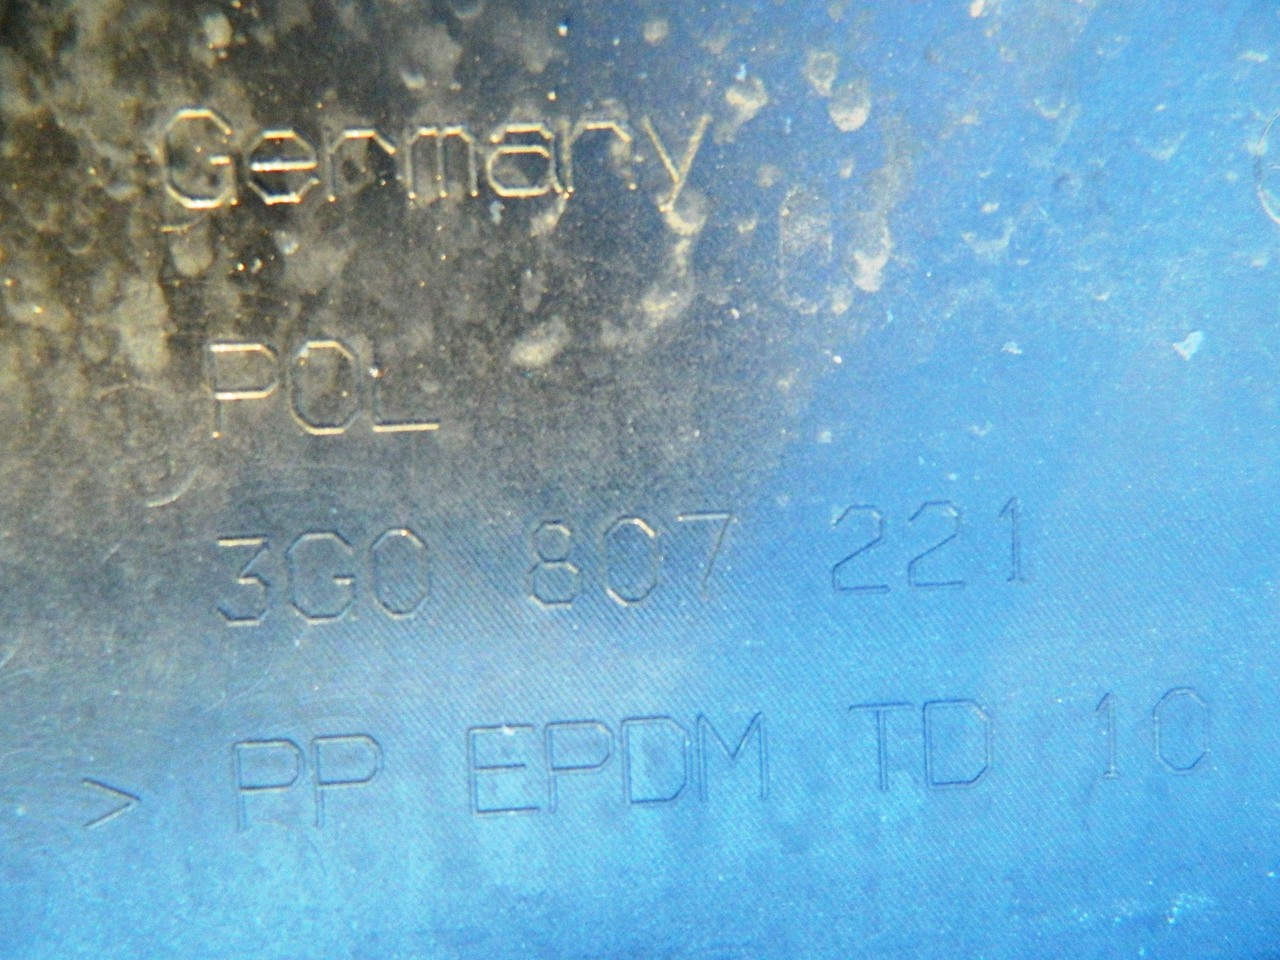 Germany
POL
3G0 807 221
> PP EPDM TD 10